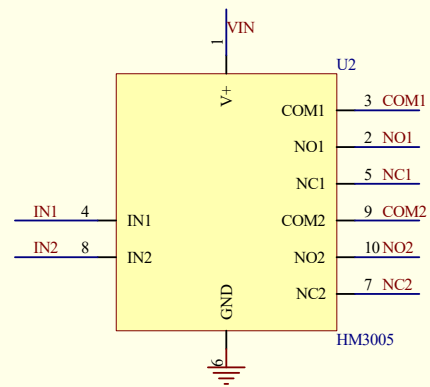 VIN
1
U2
V+
COM1 3 COM1
NO1 2 NO1
NC1 5 NC1
IN1 4 IN1 COM2 9 COM2
IN2 8 IN2 NO2 10 NO2
NC2 7 NC2
GND
6
HM3005